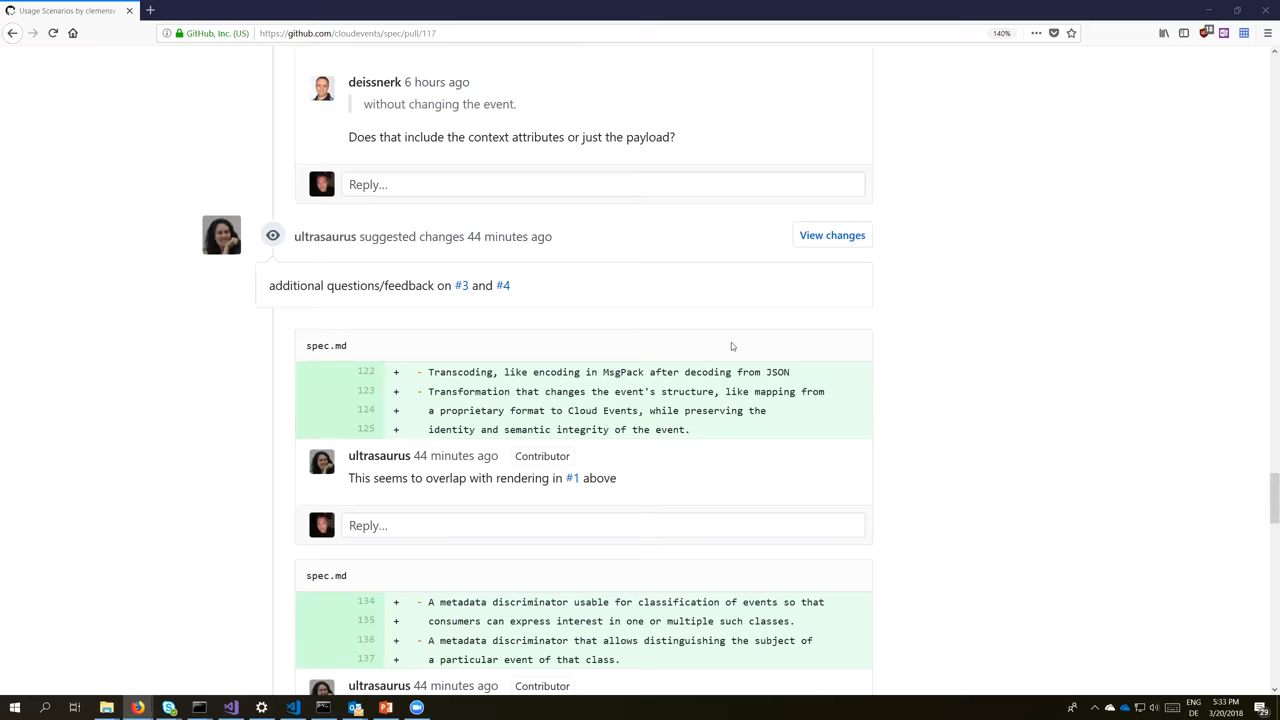 Usage Scenarios by clemensv
GitHub, Inc. (US)
https://github.com/cloudevents/spec/pull/117
140%
deissnerk 6 hours ago
without changing the event.
Does that include the context attributes or just the payload?
Reply...
ultrasaurus suggested changes 44 minutes ago
View changes
additional questions/feedback on #3 and #4
spec.md
122 + - Transcoding, like encoding in MsgPack after decoding from JSON
123 + - Transformation that changes the event's structure, like mapping from
124 + a proprietary format to Cloud Events, while preserving the
125 + identity and semantic integrity of the event.
ultrasaurus 44 minutes ago Contributor
This seems to overlap with rendering in #1 above
Reply...
spec.md
134 + - A metadata discriminator usable for classification of events so that
135 + consumers can express interest in one or multiple such classes.
136 + - A metadata discriminator that allows distinguishing the subject of
137 + a particular event of that class.
ultrasaurus 44 minutes ago Contributor
ENG
DE
5:33 PM
3/20/2018
29